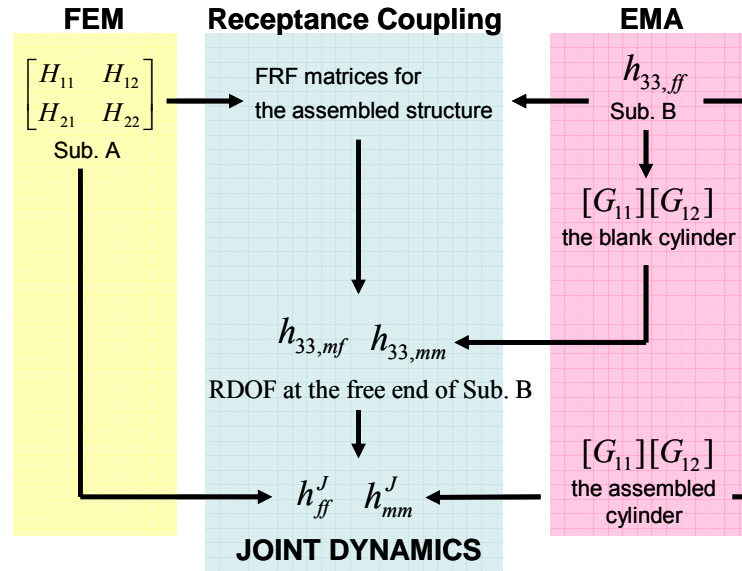 FEM
Receptance Coupling
EMA
[H₁₁ H₁₂
H₂₁ H₂₂]
Sub. A
FRF matrices for
the assembled structure
h₃₃,ff
Sub. B
[G₁₁][G₁₂]
the blank cylinder
h₃₃,mf h₃₃,mm
RDOF at the free end of Sub. B
[G₁₁][G₁₂]
the assembled
cylinder
h^J_ff h^J_mm
JOINT DYNAMICS